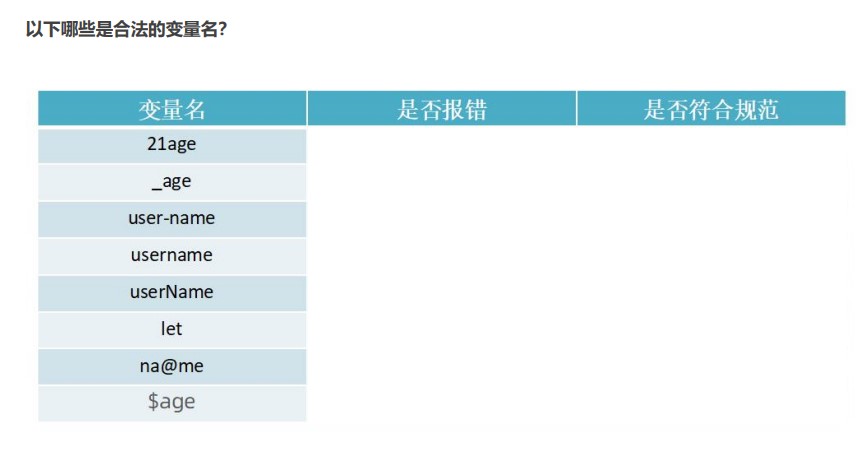 以下哪些是合法的变量名？
变量名 是否报错 是否符合规范
21age
_age
user-name
username
userName
let
na@me
$age